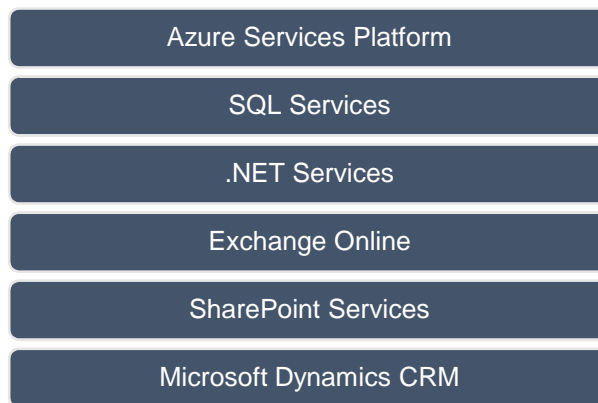 Azure Services Platform
SQL Services
.NET Services
Exchange Online
SharePoint Services
Microsoft Dynamics CRM